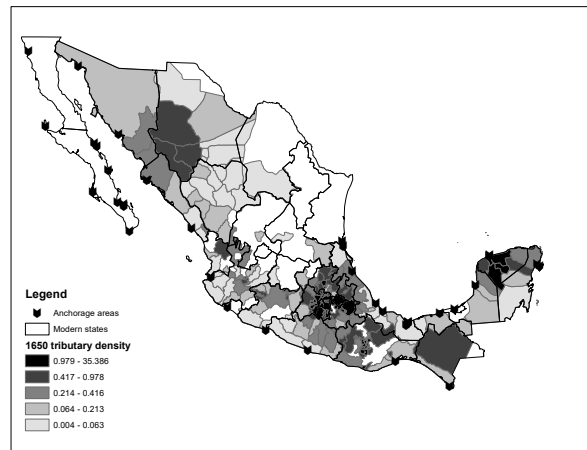 Legend
Anchorage areas
Modern states
1650 tributary density
0.979 - 35.386
0.417 - 0.978
0.214 - 0.416
0.064 - 0.213
0.004 - 0.063